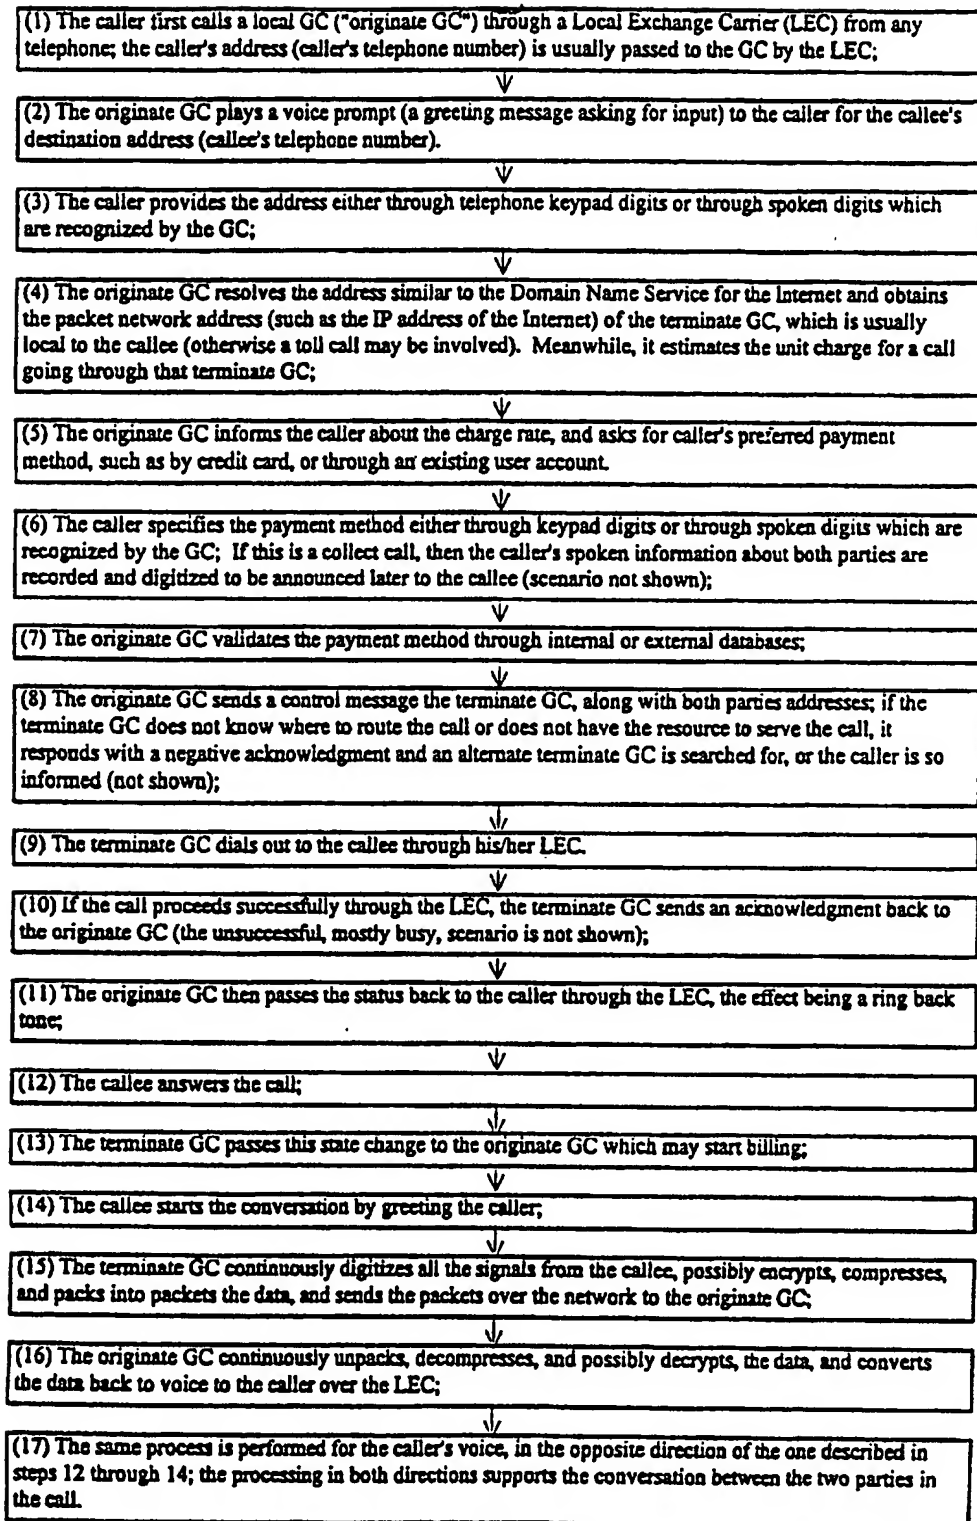 (1) The caller first calls a local GC ("originate GC") through a Local Exchange Carrier (LEC) from any
telephone; the caller's address (caller's telephone number) is usually passed to the GC by the LEC;
(2) The originate GC plays a voice prompt (a greeting message asking for input) to the caller for the callee's
destination address (callee's telephone number).
(3) The caller provides the address either through telephone keypad digits or through spoken digits which
are recognized by the GC;
(4) The originate GC resolves the address similar to the Domain Name Service for the Internet and obtains
the packet network address (such as the IP address of the Internet) of the terminate GC, which is usually
local to the callee (otherwise a toll call may be involved). Meanwhile, it estimates the unit charge for a call
going through that terminate GC;
(5) The originate GC informs the caller about the charge rate, and asks for caller's preferred payment
method, such as by credit card, or through an existing user account.
(6) The caller specifies the payment method either through keypad digits or through spoken digits which are
recognized by the GC; If this is a collect call, then the caller's spoken information about both parties are
recorded and digitized to be announced later to the callee (scenario not shown);
(7) The originate GC validates the payment method through internal or external databases;
(8) The originate GC sends a control message the terminate GC, along with both parties addresses; if the
terminate GC does not know where to route the call or does not have the resource to serve the call, it
responds with a negative acknowledgment and an alternate terminate GC is searched for, or the caller is so
informed (not shown);
(9) The terminate GC dials out to the callee through his/her LEC.
(10) If the call proceeds successfully through the LEC, the terminate GC sends an acknowledgment back to
the originate GC (the unsuccessful, mostly busy, scenario is not shown);
(11) The originate GC then passes the status back to the caller through the LEC, the effect being a ring back
tone;
(12) The callee answers the call;
(13) The terminate GC passes this state change to the originate GC which may start billing;
(14) The callee starts the conversation by greeting the caller;
(15) The terminate GC continuously digitizes all the signals from the callee, possibly encrypts, compresses,
and packs into packets the data, and sends the packets over the network to the originate GC;
(16) The originate GC continuously unpacks, decompresses, and possibly decrypts, the data, and converts
the data back to voice to the caller over the LEC;
(17) The same process is performed for the caller's voice, in the opposite direction of the one described in
steps 12 through 14; the processing in both directions supports the conversation between the two parties in
the call.